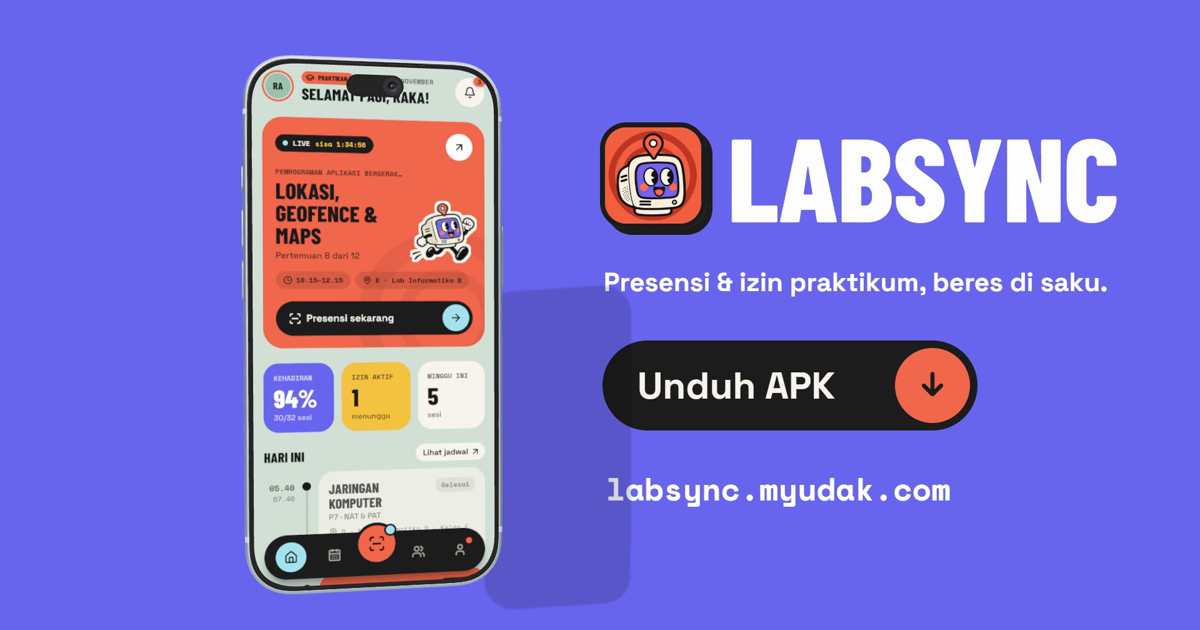 RA
PRAKTIKAN
NOVEMBER
SELAMAT PAGI, RAKA!
LIVE sisa 1:34:50
PEMROGRAMAN APLIKASI BERGERAK…
LOKASI,
GEOFENCE &
MAPS
Pertemuan 8 dari 12
10.15–12.15
E · Lab Informatika B
Presensi sekarang
KEHADIRAN
94%
30/32 sesi
IZIN AKTIF
1
menunggu
MINGGU INI
5
sesi
HARI INI
Lihat jadwal
05.40
07.40
JARINGAN
KOMPUTER
Selesai
P7 · NAT & PAT
LABSYNC
Presensi & izin praktikum, beres di saku.
Unduh APK
labsync.myudak.com